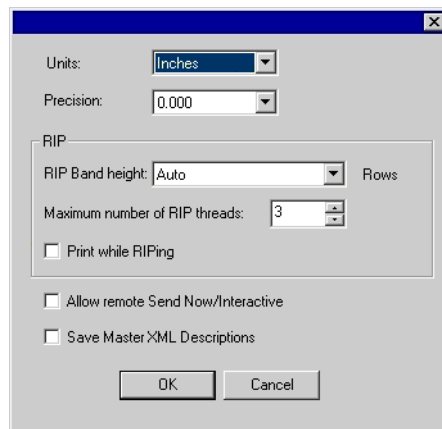 Units: Inches
Precision: 0.000
RIP
RIP Band height: Auto Rows
Maximum number of RIP threads: 3
Print while RIPing
Allow remote Send Now/Interactive
Save Master XML Descriptions
OK Cancel